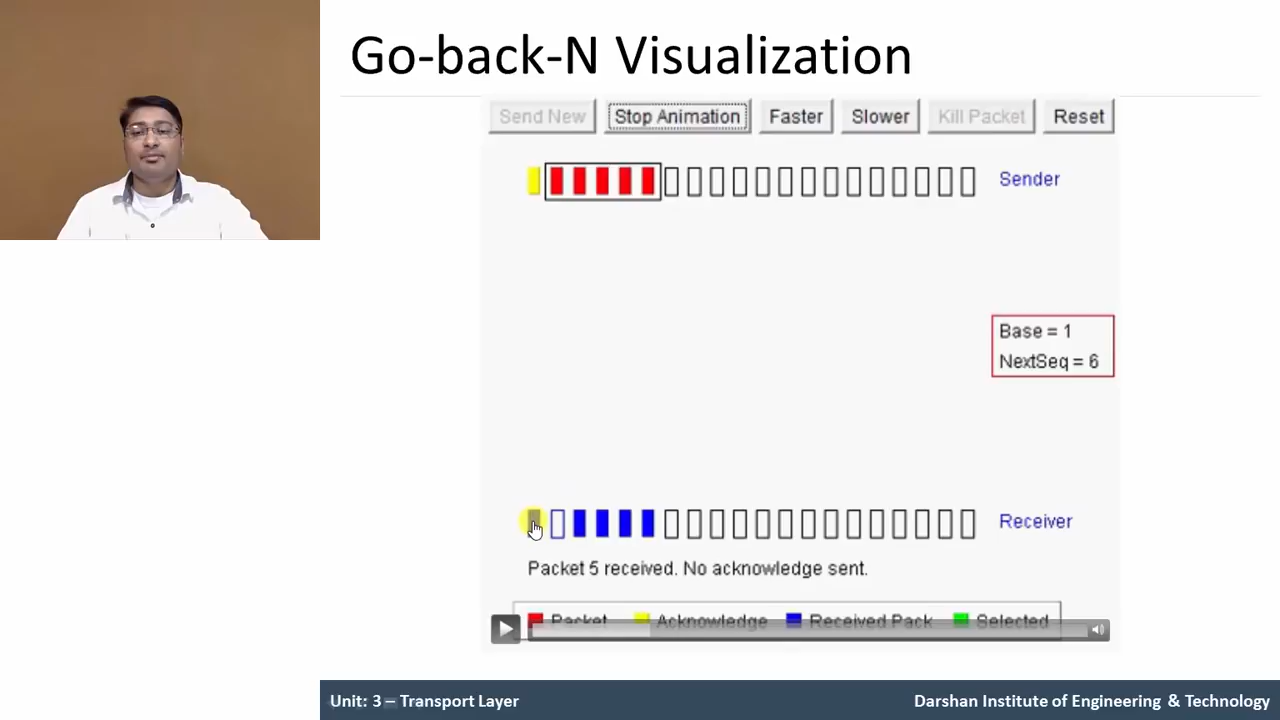 Go-back-N Visualization
Send New Stop Animation Faster Slower Kill Packet Reset
Sender
Base = 1
NextSeq = 6
Receiver
Packet 5 received. No acknowledge sent.
Packet Acknowledge Received Pack Selected
Unit: 3 – Transport Layer Darshan Institute of Engineering & Technology